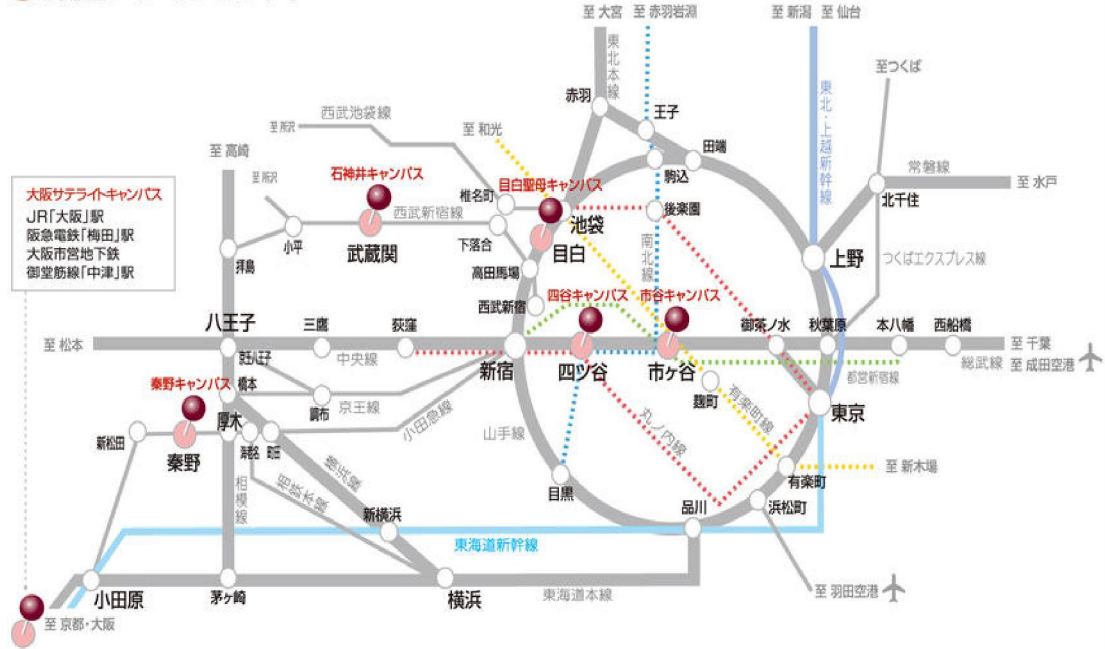 至 大宮
至 赤羽岩淵
至 新潟
至 仙台
東北本線
至つくば
赤羽
王子
東北・上越新幹線
西武池袋線
至 所沢
至 和光
田端
至 高崎
駒込
常磐線
至 水戸
石神井キャンパス
目白聖母キャンパス
至 所沢
椎名町
北千住
大阪サテライトキャンパス
JR「大阪」駅
阪急電鉄「梅田」駅
大阪市営地下鉄
御堂筋線「中津」駅
西武新宿線
池袋
後楽園
小平
武蔵関
下落合
目白
南北線
上野
つくばエクスプレス線
拝島
高田馬場
四谷キャンパス
市谷キャンパス
西武新宿
八王子
三鷹
荻窪
御茶ノ水
秋葉原
本八幡
西船橋
至 松本
至 千葉
京王八王子
中央線
総武線
至 成田空港
新宿
四ツ谷
市ヶ谷
都営新宿線
秦野キャンパス
橋本
麹町
有楽町線
調布
京王線
東京
厚木
小田急線
山手線
丸ノ内線
新松田
海老名
町田
秦野
横浜線
至 新木場
相模線
相鉄本線
目黒
有楽町
浜松町
新横浜
品川
東海道新幹線
小田原
茅ヶ崎
横浜
東海道本線
至 羽田空港
至 京都・大阪